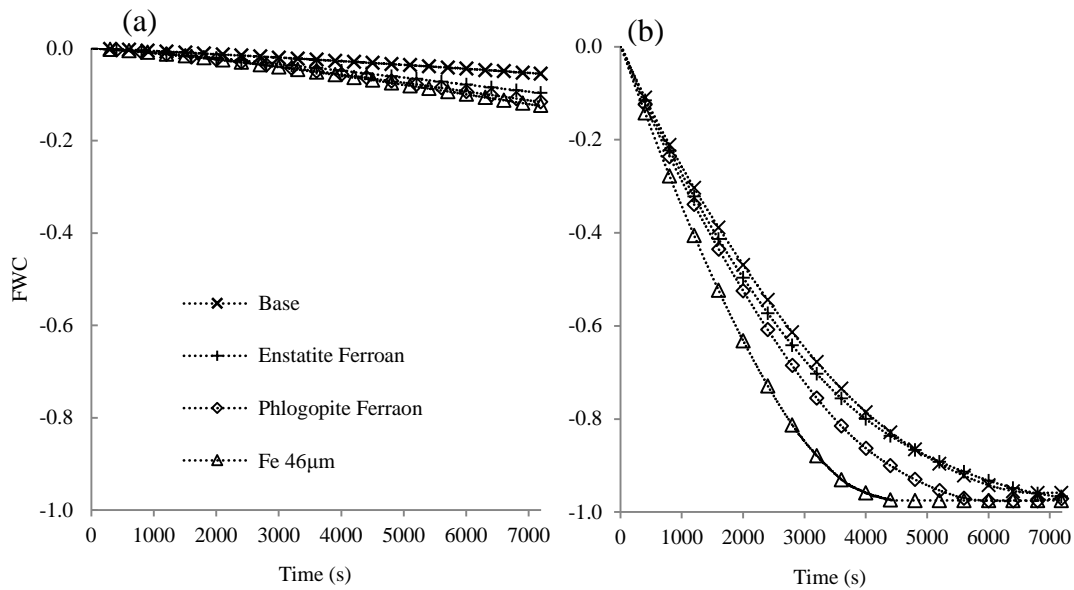 (a)
0.0
-0.2
-0.4
-0.6
-0.8
-1.0
FWC
Base
Enstatite Ferroan
Phlogopite Ferraon
Fe 46µm
0 1000 2000 3000 4000 5000 6000 7000
Time (s)
(b)
0.0
-0.2
-0.4
-0.6
-0.8
-1.0
0 1000 2000 3000 4000 5000 6000 7000
Time (s)